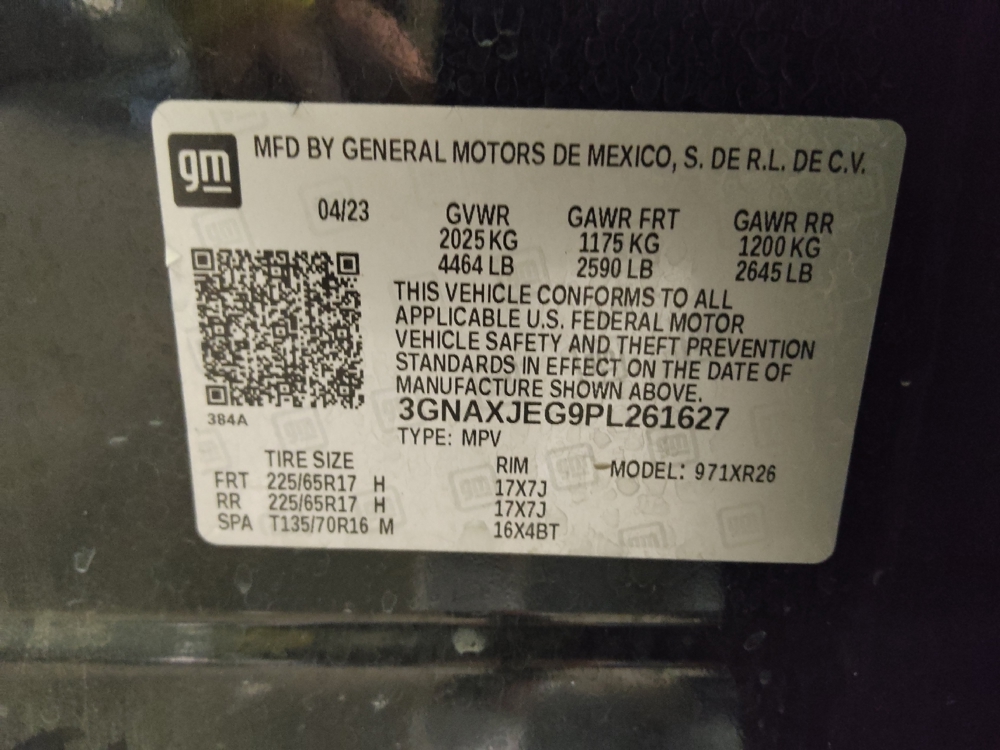 gm
MFD BY GENERAL MOTORS DE MEXICO, S. DE R.L. DE C.V.
04/23 GVWR GAWR FRT GAWR RR
2025 KG 1175 KG 1200 KG
4464 LB 2590 LB 2645 LB
THIS VEHICLE CONFORMS TO ALL
APPLICABLE U.S. FEDERAL MOTOR
VEHICLE SAFETY AND THEFT PREVENTION
STANDARDS IN EFFECT ON THE DATE OF
MANUFACTURE SHOWN ABOVE.
384A
3GNAXJEG9PL261627
TYPE: MPV
TIRE SIZE RIM MODEL: 971XR26
FRT 225/65R17 H 17X7J
RR 225/65R17 H 17X7J
SPA T135/70R16 M 16X4BT